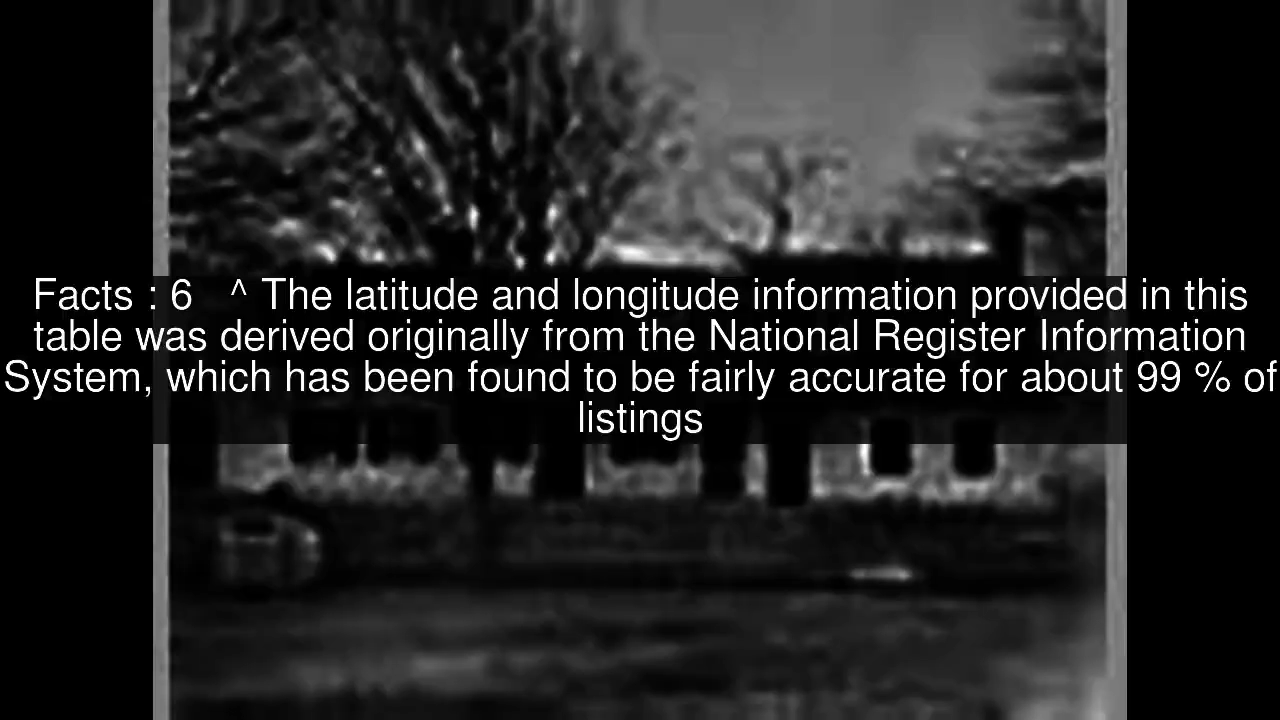 Facts : 6 ^ The latitude and longitude information provided in this
table was derived originally from the National Register Information
System, which has been found to be fairly accurate for about 99 % of
listings